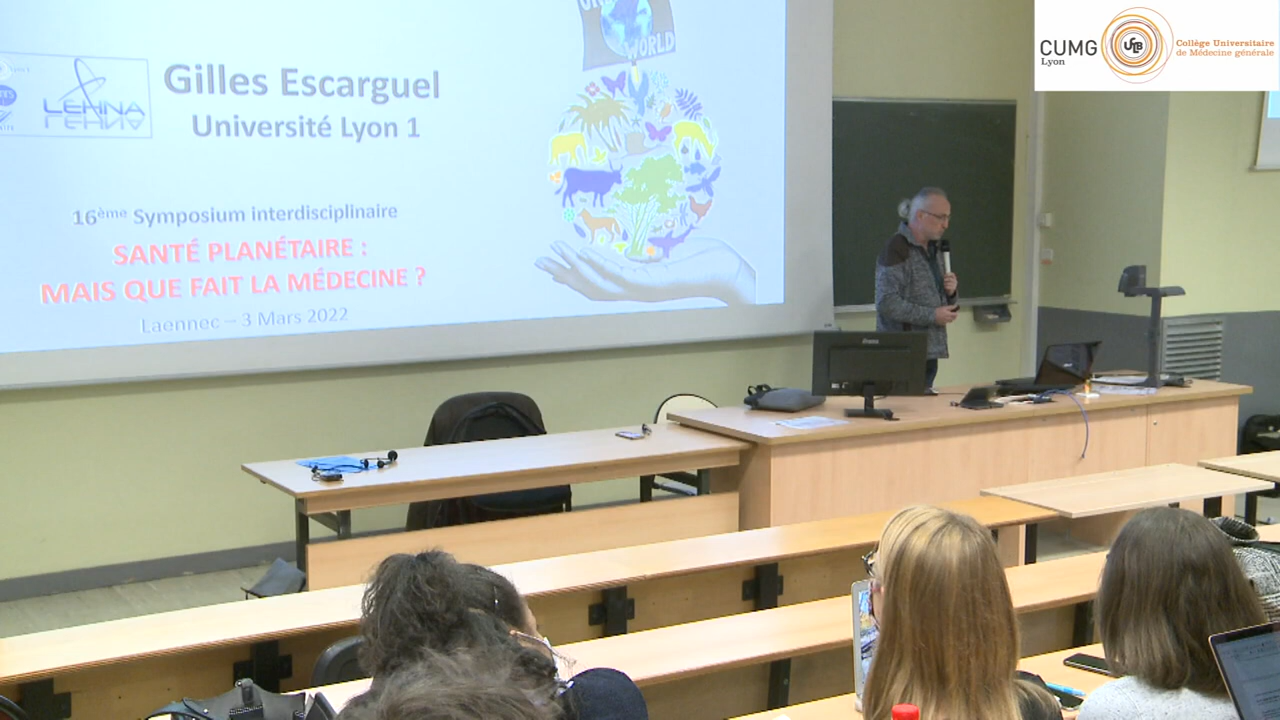 ONE
WORLD
LEHNA
Gilles Escarguel
Université Lyon 1
16ème Symposium interdisciplinaire
SANTÉ PLANÉTAIRE :
MAIS QUE FAIT LA MÉDECINE ?
Laennec – 3 Mars 2022
CUMG
Lyon
Collège Universitaire
de Médecine générale